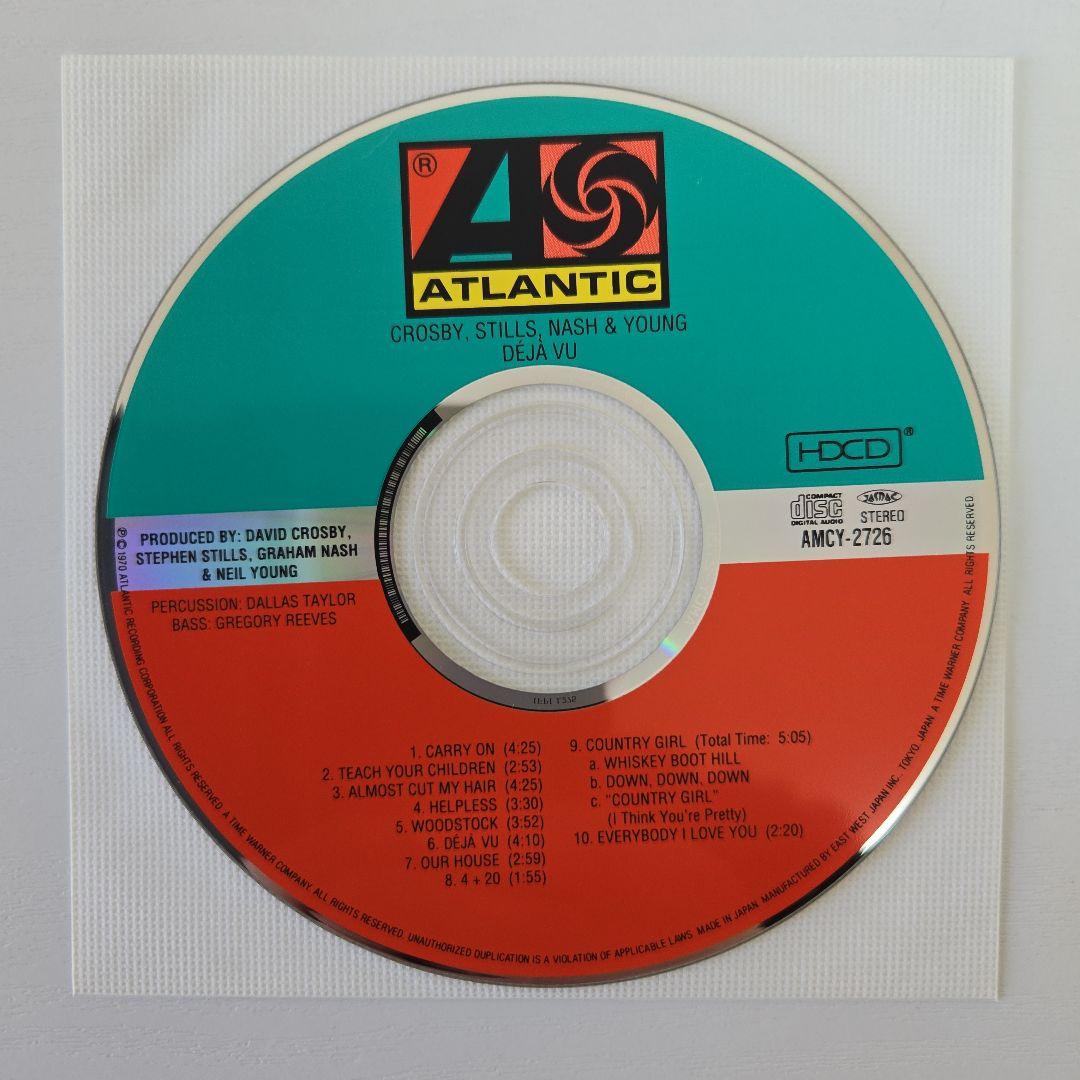 ®
ATLANTIC
CROSBY, STILLS, NASH & YOUNG
DÉJÀ VU
HDCD®
COMPACT
disc
DIGITAL AUDIO
JASRAC
STEREO
AMCY-2726
PRODUCED BY: DAVID CROSBY,
STEPHEN STILLS, GRAHAM NASH
& NEIL YOUNG
PERCUSSION: DALLAS TAYLOR
BASS: GREGORY REEVES
1. CARRY ON (4:25)
2. TEACH YOUR CHILDREN (2:53)
3. ALMOST CUT MY HAIR (4:25)
4. HELPLESS (3:30)
5. WOODSTOCK (3:52)
6. DÉJÀ VU (4:10)
7. OUR HOUSE (2:59)
8. 4 + 20 (1:55)
9. COUNTRY GIRL (Total Time: 5:05)
a. WHISKEY BOOT HILL
b. DOWN, DOWN, DOWN
c. "COUNTRY GIRL"
(I Think You're Pretty)
10. EVERYBODY I LOVE YOU (2:20)
℗ © 1970 ATLANTIC RECORDING CORPORATION ALL RIGHTS RESERVED. A TIME WARNER COMPANY. ALL RIGHTS RESERVED. UNAUTHORIZED DUPLICATION IS A VIOLATION OF APPLICABLE LAWS. MADE IN JAPAN. MANUFACTURED BY EAST WEST JAPAN INC. TOKYO, JAPAN. A TIME WARNER COMPANY. ALL RIGHTS RESERVED.